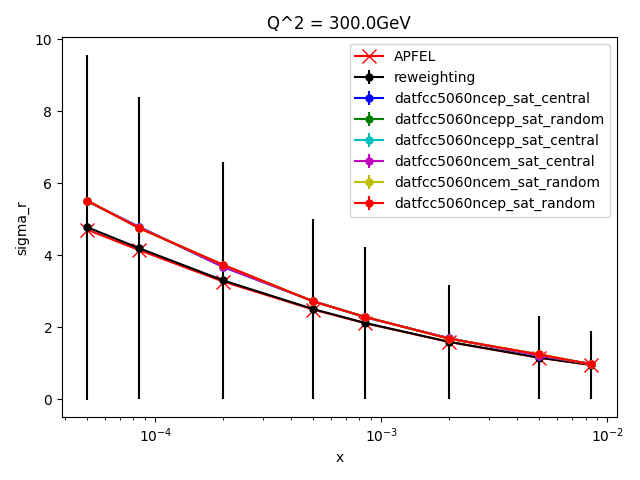 Q^2 = 300.0GeV
10
8
6
4
2
0
sigma_r
APFEL
reweighting
datfcc5060ncep_sat_central
datfcc5060ncepp_sat_random
datfcc5060ncepp_sat_central
datfcc5060ncem_sat_central
datfcc5060ncem_sat_random
datfcc5060ncep_sat_random
10⁻⁴ 10⁻³ 10⁻²
x